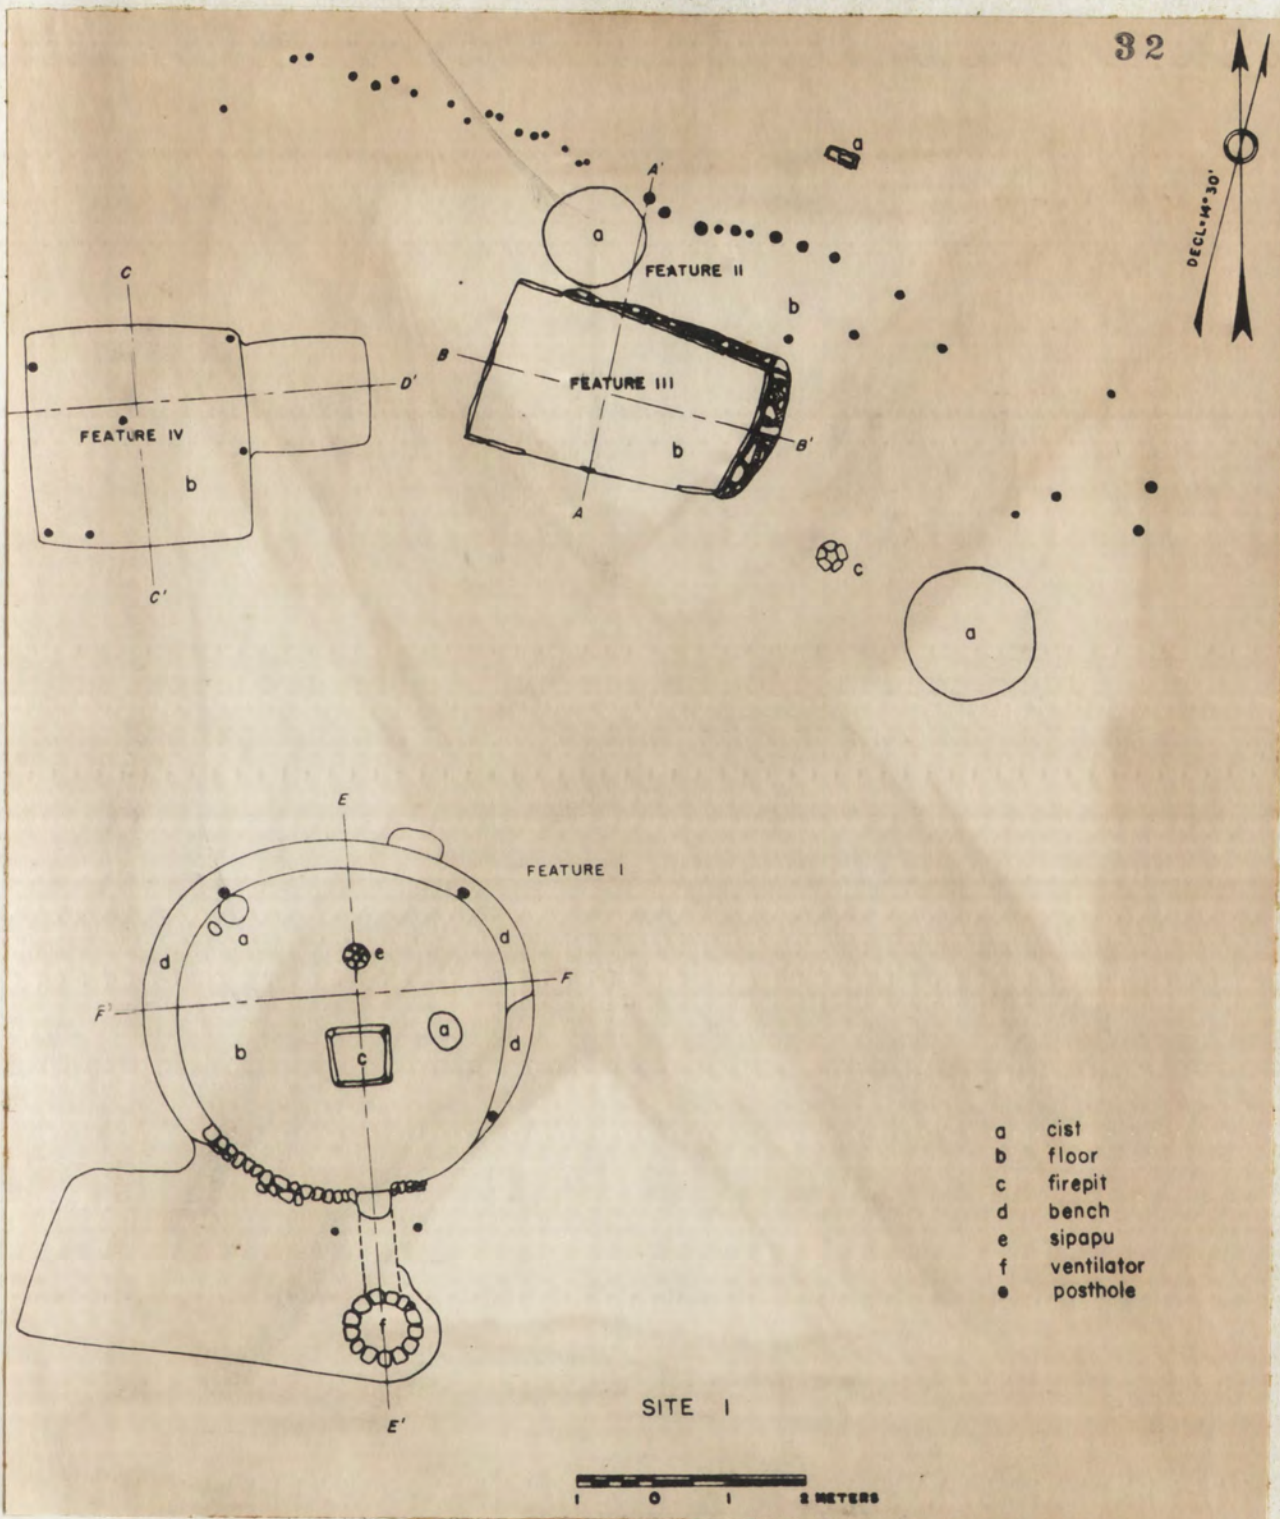 32
DECL=14°30'
a
A'
a
FEATURE II
b
C
B
D'
FEATURE III
FEATURE IV
B'
b
b
A
c
C'
a
E
FEATURE I
d
a
e
d
F
F'
a
b
c
d
a cist
b floor
c firepit
d bench
e sipapu
f ventilator
● posthole
f
SITE I
E'
1 0 1 2 METERS